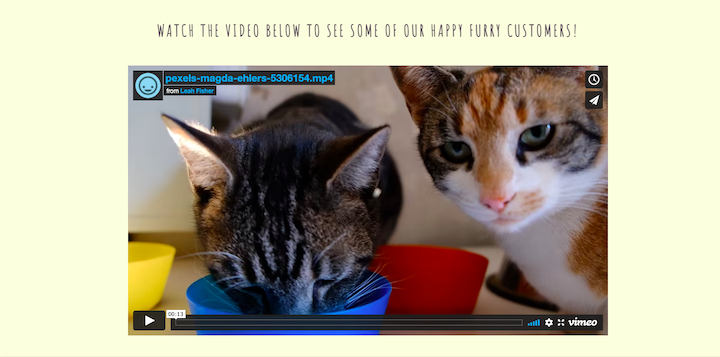 WATCH THE VIDEO BELOW TO SEE SOME OF OUR HAPPY FURRY CUSTOMERS!
pexels-magda-ehlers-5306154.mp4
from Leah Fisher
00:13
vimeo